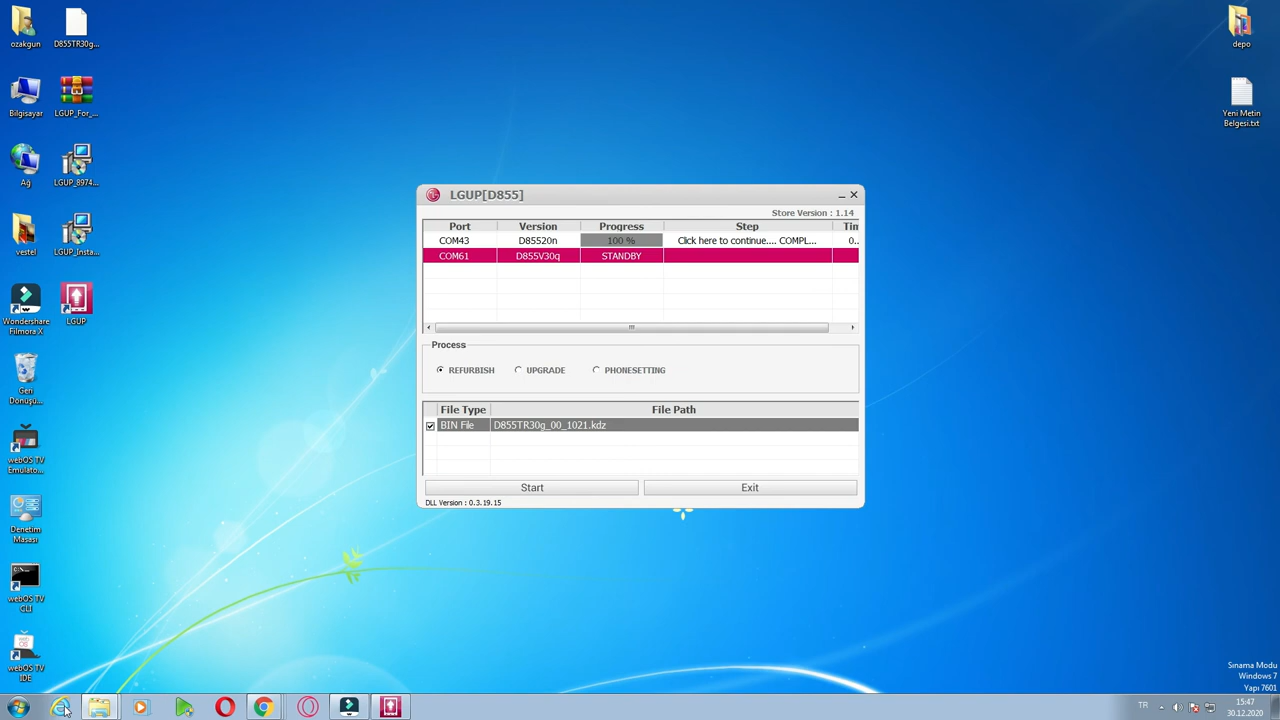 ozakgun
D855TR30g...
Bilgisayar
LGUP_For_...
Ağ
LGUP_8974...
vestel
LGUP_Insta...
Wondershare
Filmora X
LGUP
Geri
Dönüşü...
webOS TV
Emulato...
Denetim
Masası
webOS TV
CLI
webOS TV
IDE
depo
Yeni Metin
Belgesi.txt
LGUP[D855]
Store Version : 1.14
Port Version Progress Step Tim
COM43 D85520n 100 % Click here to continue.... COMPL... 0..
COM61 D855V30q STANDBY
Process
REFURBISH UPGRADE PHONESETTING
File Type File Path
BIN File D855TR30g_00_1021.kdz
Start Exit
DLL Version : 0.3.19.15
Sınama Modu
Windows 7
Yapı 7601
TR
15:47
30.12.2020